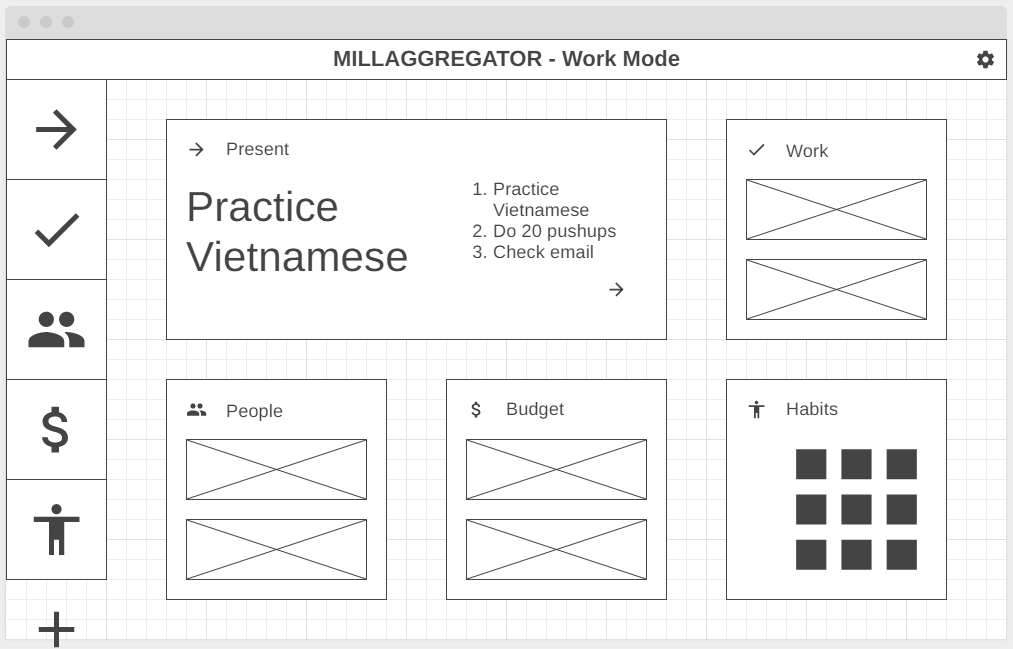 MILLAGGREGATOR - Work Mode
Present
Practice
Vietnamese
1. Practice
Vietnamese
2. Do 20 pushups
3. Check email
Work
People
Budget
Habits